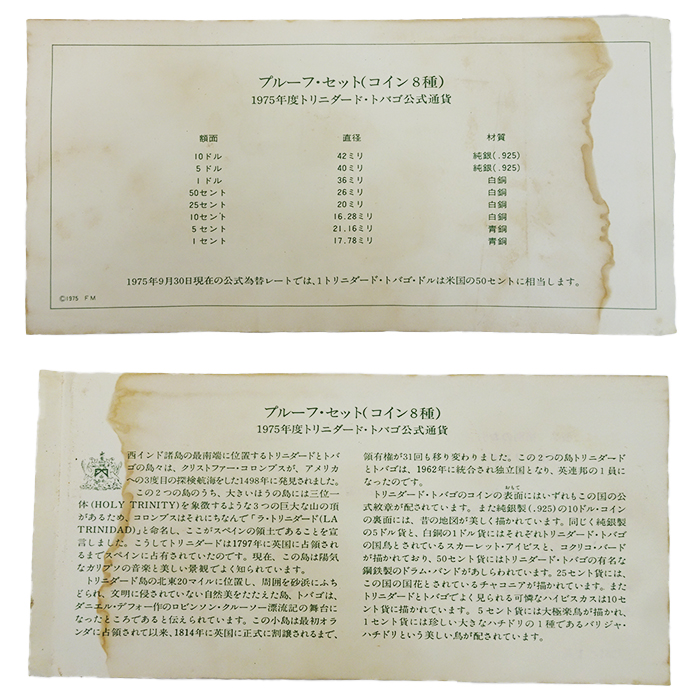 プルーフ・セット(コイン8種)
1975年度トリニダード・トバゴ公式通貨
額面 直径 材質
10ドル 42ミリ 純銀(.925)
5ドル 40ミリ 純銀(.925)
1ドル 36ミリ 白銅
50セント 26ミリ 白銅
25セント 20ミリ 白銅
10セント 16.28ミリ 白銅
5セント 21.16ミリ 青銅
1セント 17.78ミリ 青銅
1975年9月30日現在の公式為替レートでは、1トリニダード・トバゴ・ドルは米国の50セントに相当します。
©1975 FM
プルーフ・セット(コイン8種)
1975年度トリニダード・トバゴ公式通貨
西インド諸島の最南端に位置するトリニダードとトバ
ゴの島々は、クリストファー・コロンブスが、アメリカ
への3度目の探検航海をした1498年に発見されました。
この2つの島のうち、大きいほうの島には三位一
体(HOLY TRINITY)を象徴するような3つの巨大な山の頂
があるため、コロンブスはそれにちなんで「ラ・トリニダード(LA
TRINIDAD)」と命名し、ここがスペインの領土であることを宣
言しました。こうしてトリニダードは1797年に英国に占領され
るまでスペインに占有されていたのです。現在、この島は陽気
なカリプソの音楽と美しい景観でよく知られています。
トリニダード島の北東20マイルに位置し、周囲を砂浜にふち
どられ、文明に侵されていない自然美をたたえた島、トバゴは、
ダニエル・デフォー作のロビンソン・クルーソー漂流記の舞台に
なったところであると伝えられています。この小島は最初オラ
ンダに占領されて以来、1814年に英国に正式に割譲されるまで、
領有権が31回も移り変わりました。この2つの島トリニダード
とトバゴは、1962年に統合され独立国となり、英連邦の1員に
なったのです。
トリニダード・トバゴのコインの表面にはいずれもこの国の公
おもて
式紋章が配されています。また純銀製(.925)の10ドル・コイン
の裏面には、昔の地図が美しく描かれています。同じく純銀製
の5ドル貨と、白銅の1ドル貨にはそれぞれトリニダード・トバゴ
の国鳥とされているスカーレット・アイビスと、コクリコ・バード
が描かれており、50セント貨にはトリニダード・トバゴの有名な
鋼鉄製のドラム・バンドがあしらわれています。25セント貨には、
この国の国花とされているチャコニアが描かれています。また
トリニダードとトバゴでよく見られる可憐なハイビスカスは10セ
ント貨に描かれています。5セント貨には大極楽鳥が描かれ、
1セント貨には珍しい大きなハチドリの1種であるバリジャ・
ハチドリという美しい鳥が配されています。